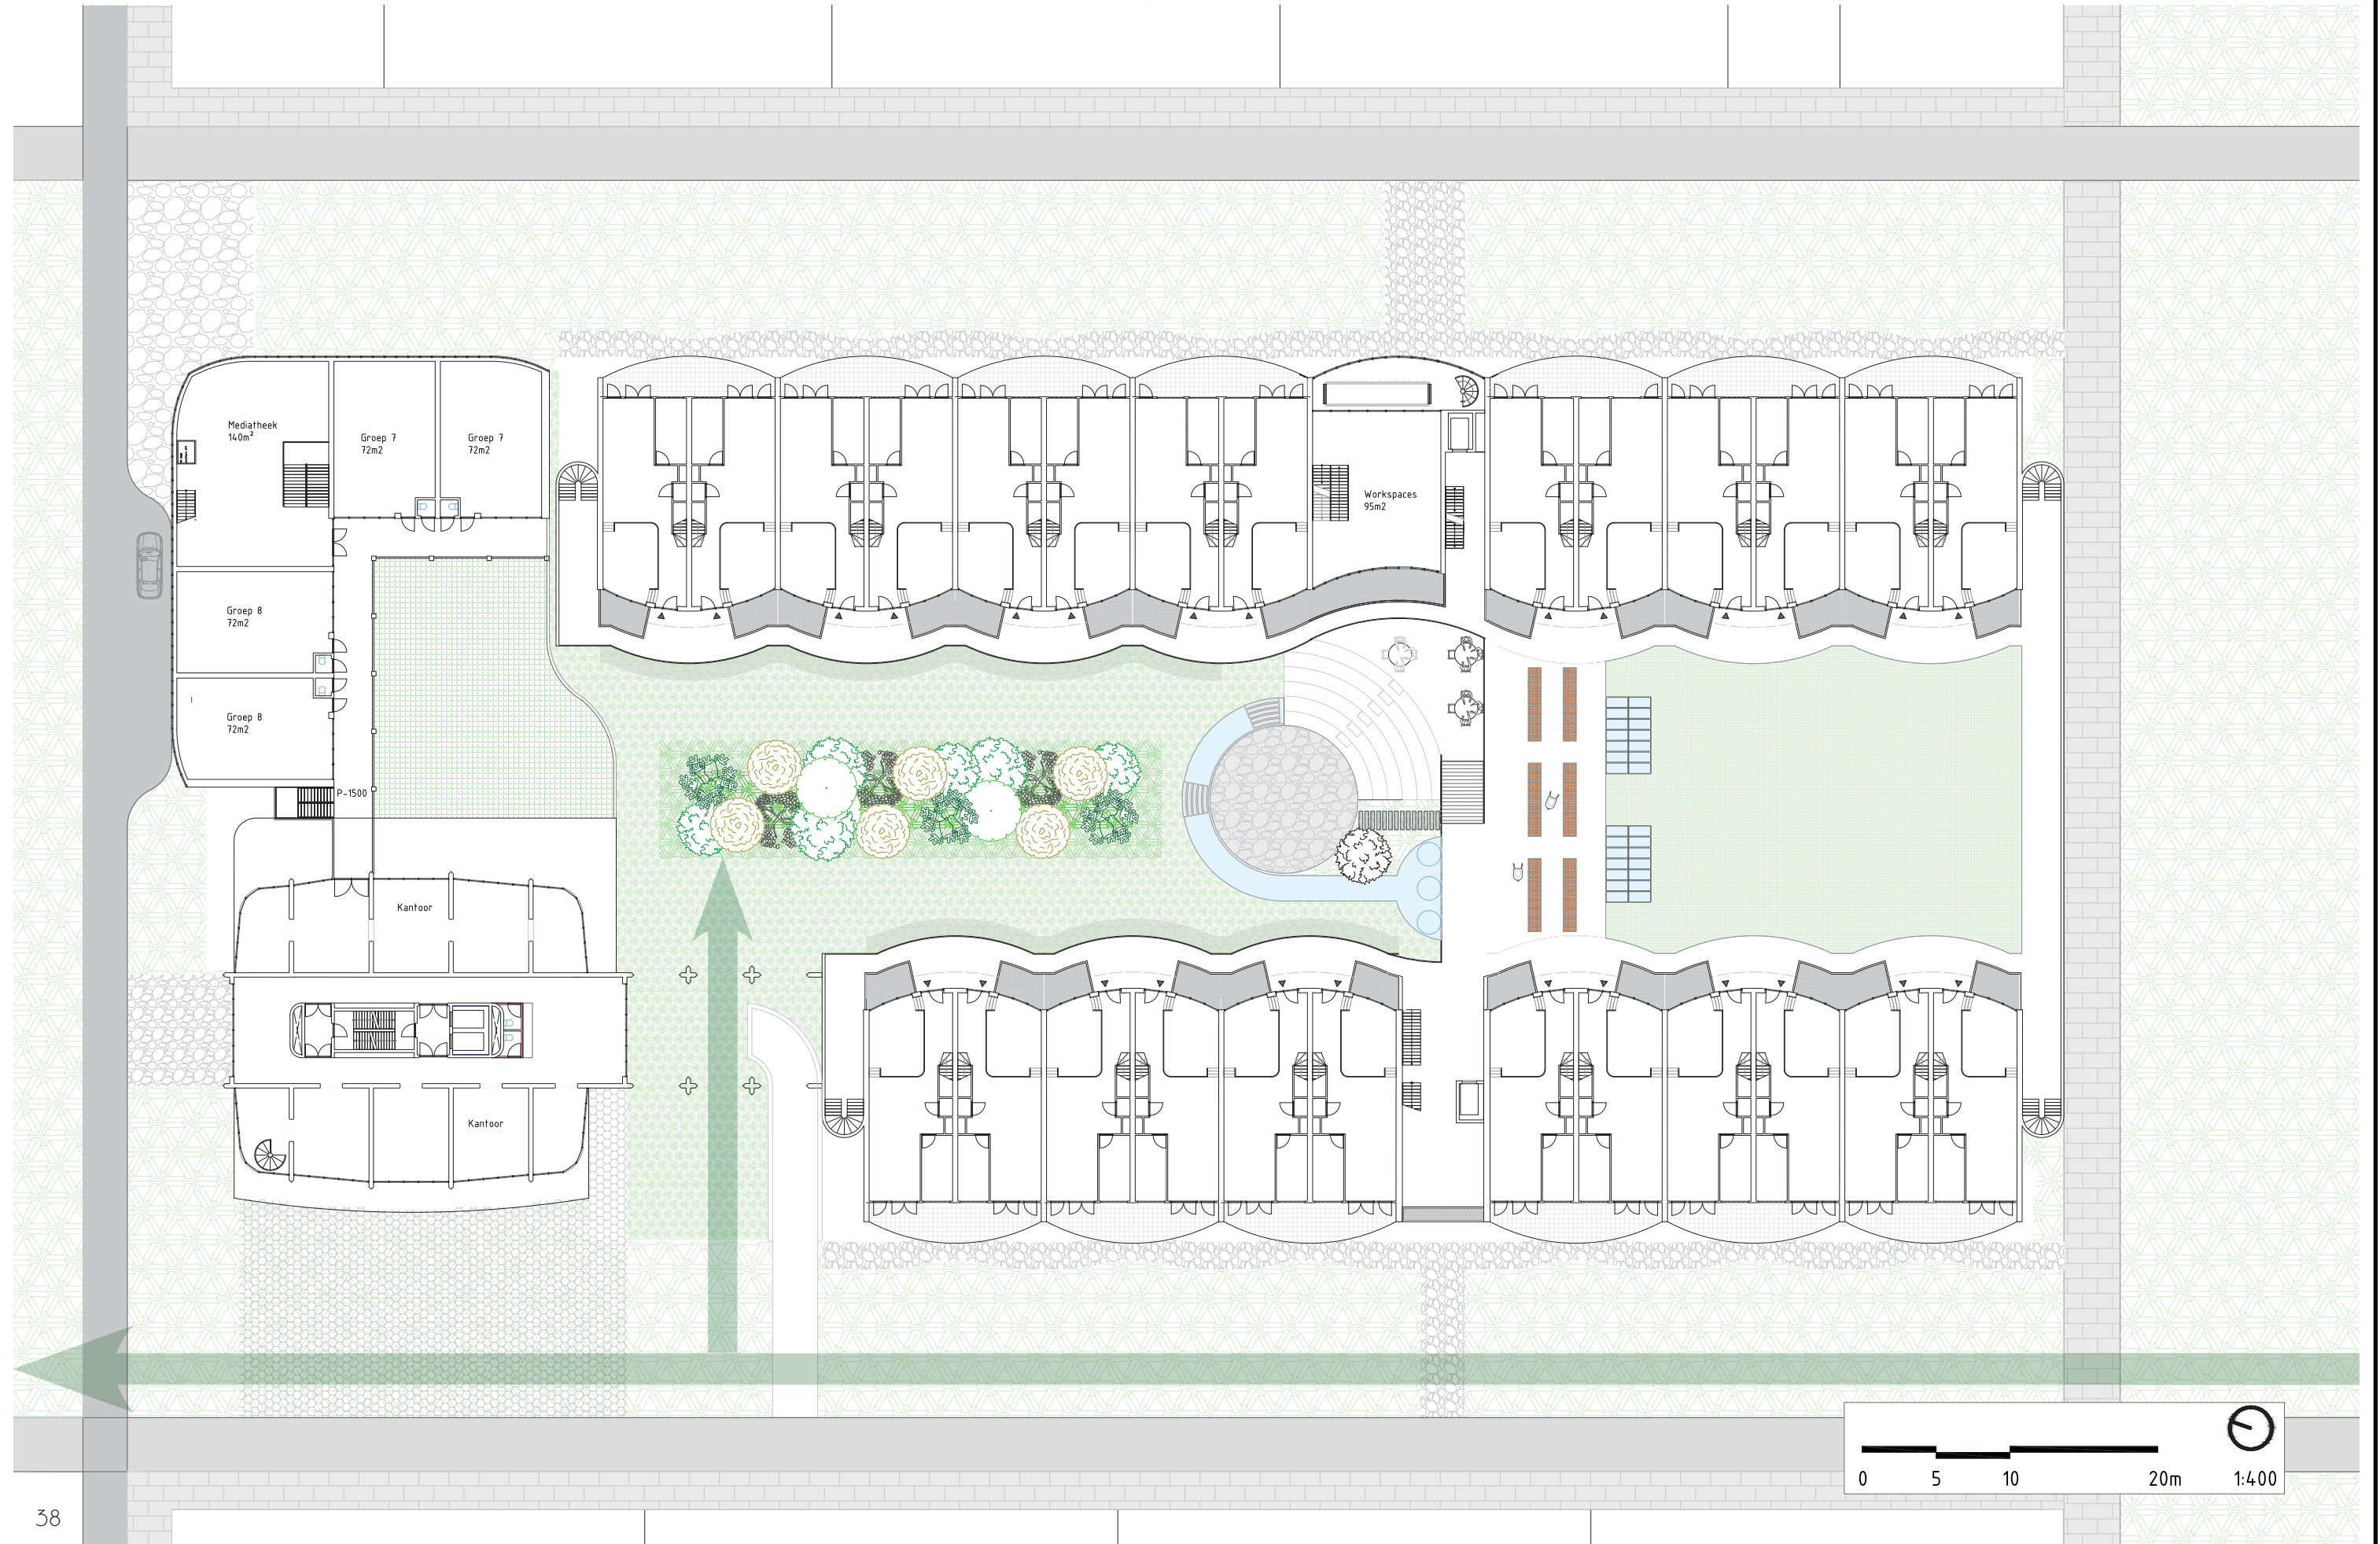 Mediatheek
140m²
Groep 7
72m2
Groep 7
72m2
Workspaces
95m2
Groep 8
72m2
Groep 8
72m2
P-1500
Kantoor
Kantoor
0 5 10 20m 1:400
38